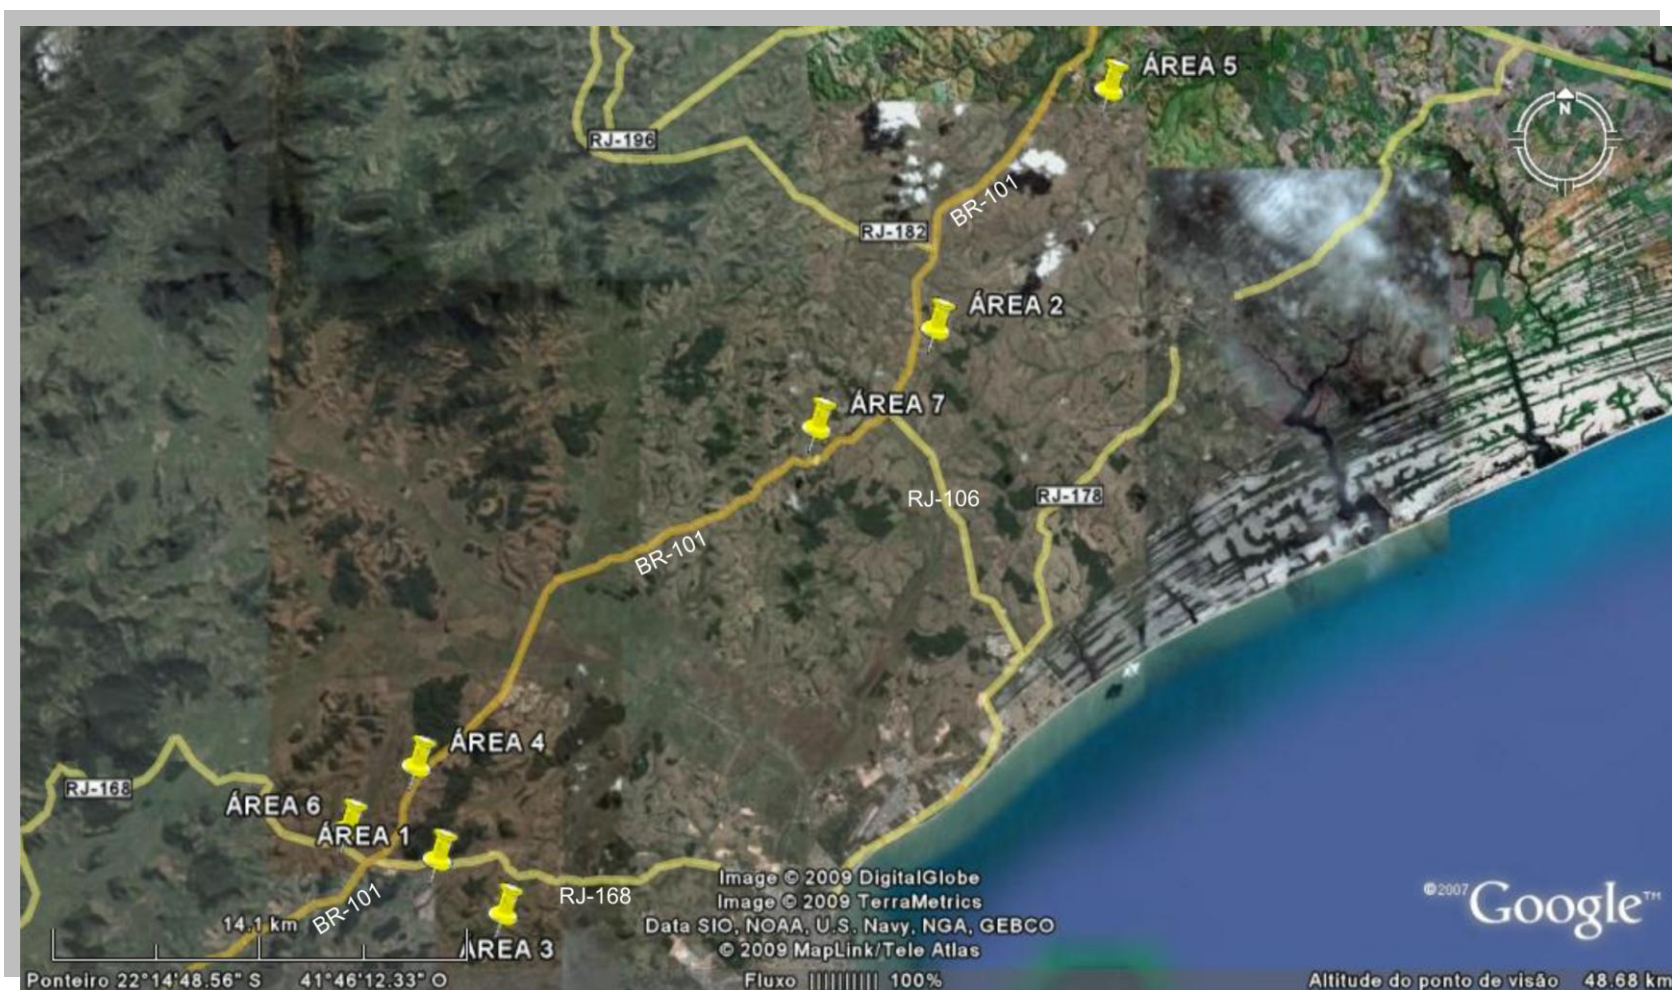 ÁREA 5
N
RJ-196
BR-101
RJ-182
ÁREA 2
ÁREA 7
RJ-106
RJ-178
BR-101
ÁREA 4
RJ-168
ÁREA 6
ÁREA 1
RJ-168
BR-101
14.1 km
ÁREA 3
Image © 2009 DigitalGlobe
Image © 2009 TerraMetrics
Data SIO, NOAA, U.S. Navy, NGA, GEBCO
© 2009 MapLink/Tele Atlas
©2007 Google™
Ponteiro 22°14'48.56" S 41°46'12.33" O
Fluxo |||||||||| 100%
Altitude do ponto de visão 48.68 km